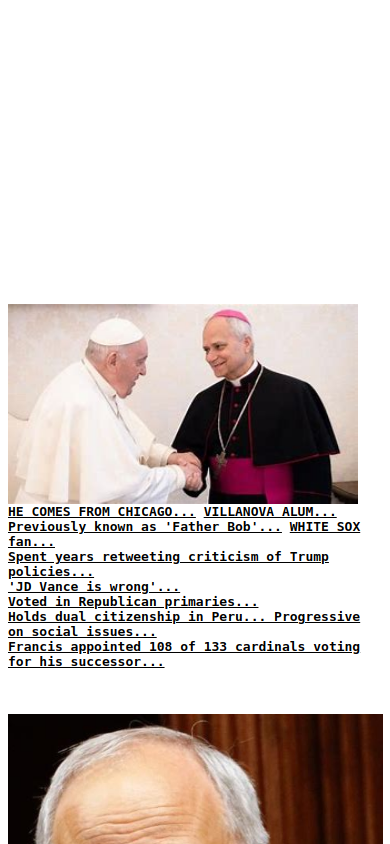 HE COMES FROM CHICAGO... VILLANOVA ALUM...
Previously known as 'Father Bob'... WHITE SOX
fan...
Spent years retweeting criticism of Trump
policies...
'JD Vance is wrong'...
Voted in Republican primaries...
Holds dual citizenship in Peru... Progressive
on social issues...
Francis appointed 108 of 133 cardinals voting
for his successor...